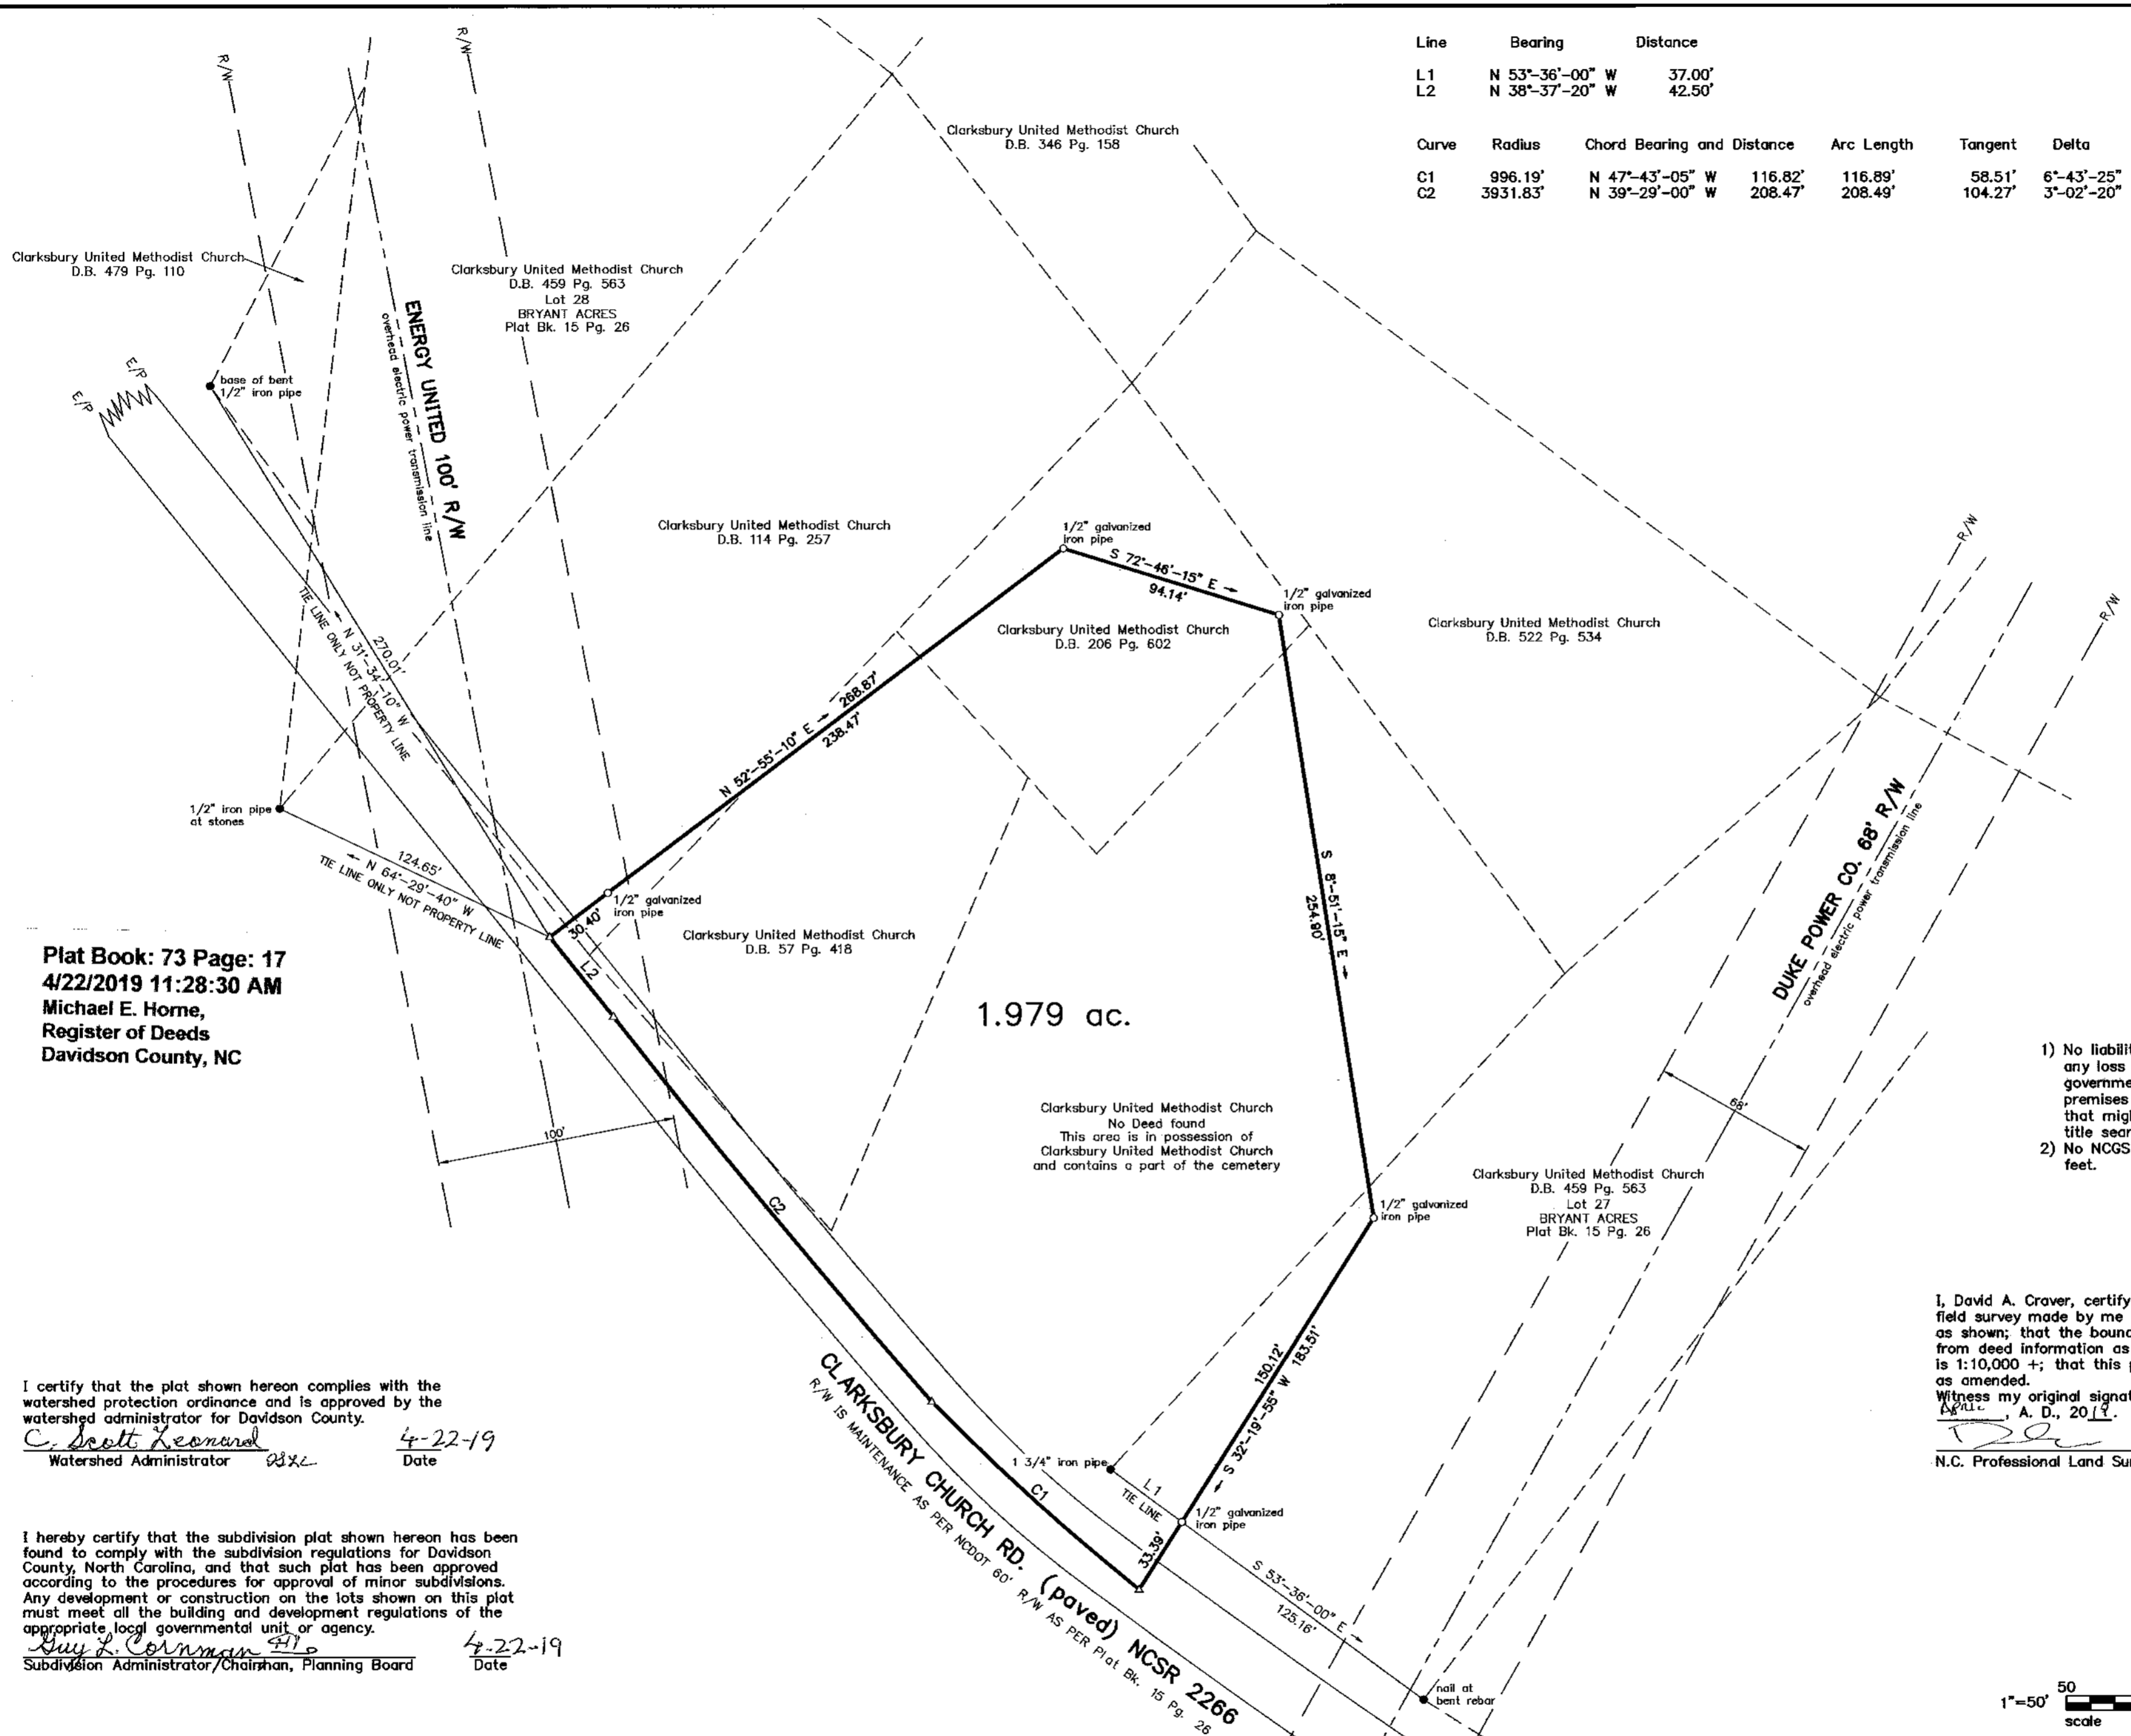 Line Bearing Distance
L1 N 53°-36'-00" W 37.00'
L2 N 38°-37'-20" W 42.50'
Curve Radius Chord Bearing and Distance Arc Length Tangent Delta
C1 996.19' N 47°-43'-05" W 116.82' 116.89' 58.51' 6°-43'-25"
C2 3931.83' N 39°-29'-00" W 208.47' 208.49' 104.27' 3°-02'-20"
R/W
R/W
Clarksbury United Methodist Church
D.B. 346 Pg. 158
Clarksbury United Methodist Church
D.B. 479 Pg. 110
Clarksbury United Methodist Church
D.B. 459 Pg. 563
Lot 28
BRYANT ACRES
Plat Bk. 15 Pg. 26
ENERGY UNITED 100' R/W
overhead electric power transmission line
E/P
E/P
base of bent
1/2" iron pipe
Clarksbury United Methodist Church
D.B. 114 Pg. 257
1/2" galvanized
iron pipe
S 72°-46'-15" E
94.14'
1/2" galvanized
iron pipe
R/W
R/W
Clarksbury United Methodist Church
D.B. 206 Pg. 602
Clarksbury United Methodist Church
D.B. 522 Pg. 534
270.01'
N 31°-34'-10" W
TIE LINE ONLY NOT PROPERTY LINE
N 52°-55'-10" E 268.87'
238.47'
1/2" iron pipe
at stones
124.65'
N 64°-29'-40" W
TIE LINE ONLY NOT PROPERTY LINE
1/2" galvanized
iron pipe
30.40'
L2
Clarksbury United Methodist Church
D.B. 57 Pg. 418
S 8°-51'-15" E
254.90'
DUKE POWER CO. 68' R/W
overhead electric power transmission line
Plat Book: 73 Page: 17
4/22/2019 11:28:30 AM
Michael E. Horne,
Register of Deeds
Davidson County, NC
1.979 ac.
100'
68'
1) No liabilit
any loss
governme
premises
that migh
title sear
2) No NCGS
feet.
Clarksbury United Methodist Church
No Deed found
This area is in possession of
Clarksbury United Methodist Church
and contains a part of the cemetery
Clarksbury United Methodist Church
D.B. 459 Pg. 563
Lot 27
BRYANT ACRES
Plat Bk. 15 Pg. 26
1/2" galvanized
iron pipe
C2
150.12'
183.51'
S 32°-19'-55" W
I, David A. Craver, certify
field survey made by me
as shown; that the bound
from deed information as
is 1:10,000 +; that this p
as amended.
Witness my original signat
April, A. D., 2019.
N.C. Professional Land Sur
I certify that the plat shown hereon complies with the
watershed protection ordinance and is approved by the
watershed administrator for Davidson County.
C. Scott Leonard 4-22-19
Watershed Administrator Date
CLARKSBURY CHURCH RD. (paved) NCSR 2266
R/W IS MAINTENANCE AS PER NCDOT 60' R/W AS PER Plat Bk. 15 Pg. 26
1 3/4" iron pipe
L1
TIE LINE
C1
1/2" galvanized
iron pipe
33.39'
S 53°-36'-00" E
125.16'
nail at
bent rebar
I hereby certify that the subdivision plat shown hereon has been
found to comply with the subdivision regulations for Davidson
County, North Carolina, and that such plat has been approved
according to the procedures for approval of minor subdivisions.
Any development or construction on the lots shown on this plat
must meet all the building and development regulations of the
appropriate local governmental unit or agency.
Guy L. Cornman III 4-22-19
Subdivision Administrator/Chairman, Planning Board Date
50
1"=50'
scale